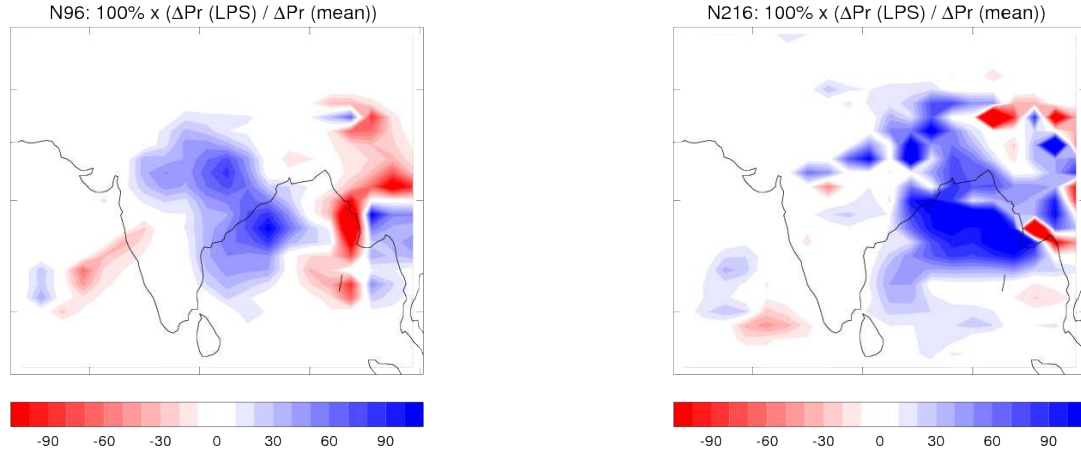 N96: 100% x (ΔPr (LPS) / ΔPr (mean))
N216: 100% x (ΔPr (LPS) / ΔPr (mean))
-90 -60 -30 0 30 60 90
-90 -60 -30 0 30 60 90